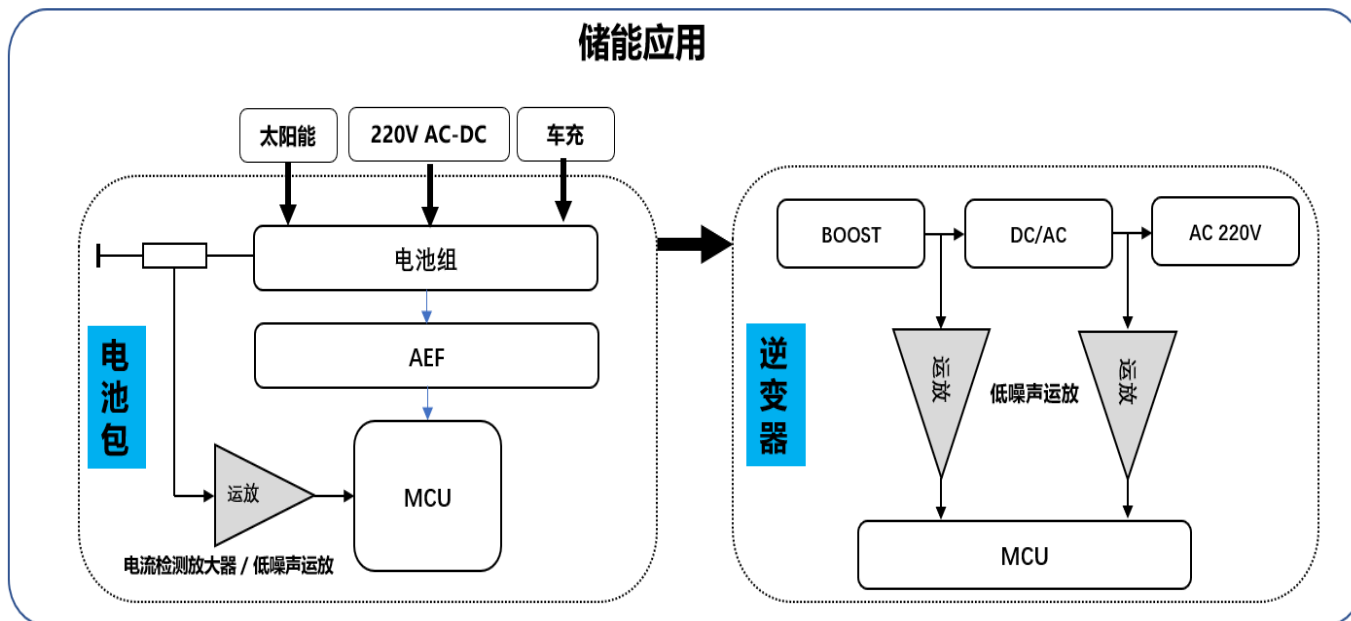 储能应用
太阳能
220V AC-DC
车充
电池组
AEF
MCU
运放
电流检测放大器 / 低噪声运放
电
池
包
BOOST
DC/AC
AC 220V
运放
低噪声运放
运放
MCU
逆
变
器